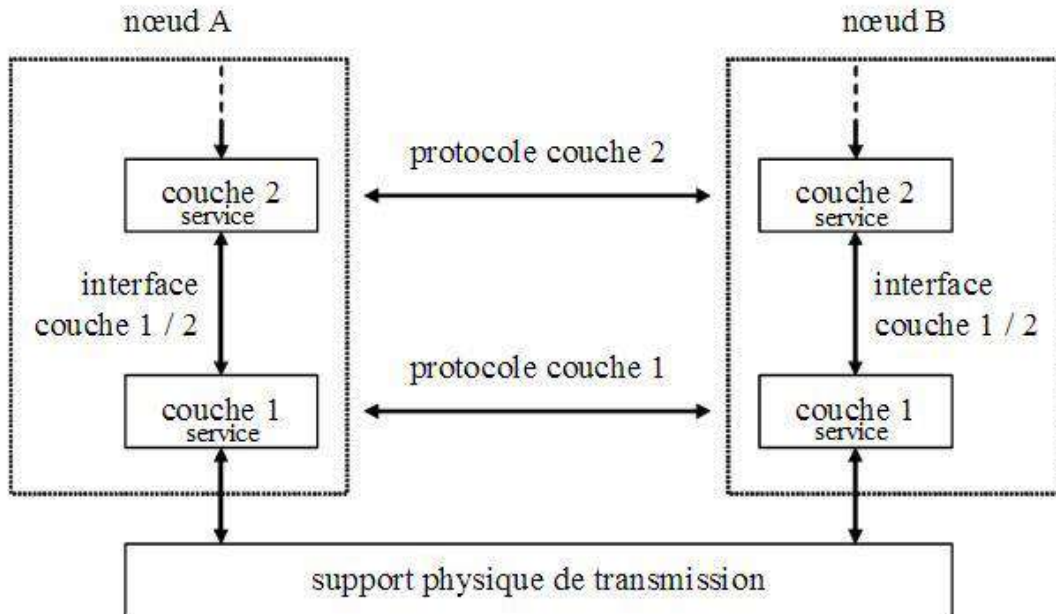 nœud A
nœud B
couche 2
service
protocole couche 2
couche 2
service
interface
couche 1 / 2
interface
couche 1 / 2
couche 1
service
protocole couche 1
couche 1
service
support physique de transmission